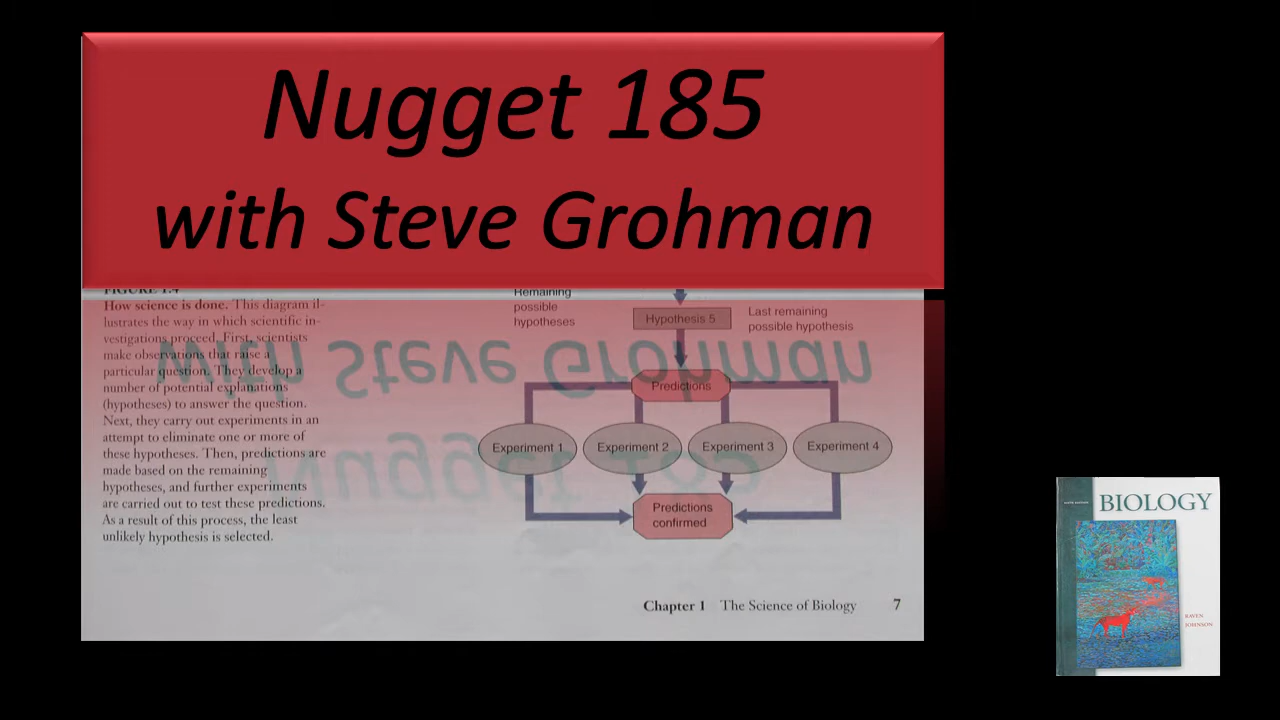 Nugget 185
with Steve Grohman
FIGURE 1.4
How science is done. This diagram il-
lustrates the way in which scientific in-
vestigations proceed. First, scientists
make observations that raise a
particular question. They develop a
number of potential explanations
(hypotheses) to answer the question.
Next, they carry out experiments in an
attempt to eliminate one or more of
these hypotheses. Then, predictions are
made based on the remaining
hypotheses, and further experiments
are carried out to test these predictions.
As a result of this process, the least
unlikely hypothesis is selected.
Remaining
possible
hypotheses
Hypothesis 5
Last remaining
possible hypothesis
Predictions
Experiment 1
Experiment 2
Experiment 3
Experiment 4
Predictions
confirmed
Chapter 1 The Science of Biology 7
BIOLOGY
RAVEN
JOHNSON